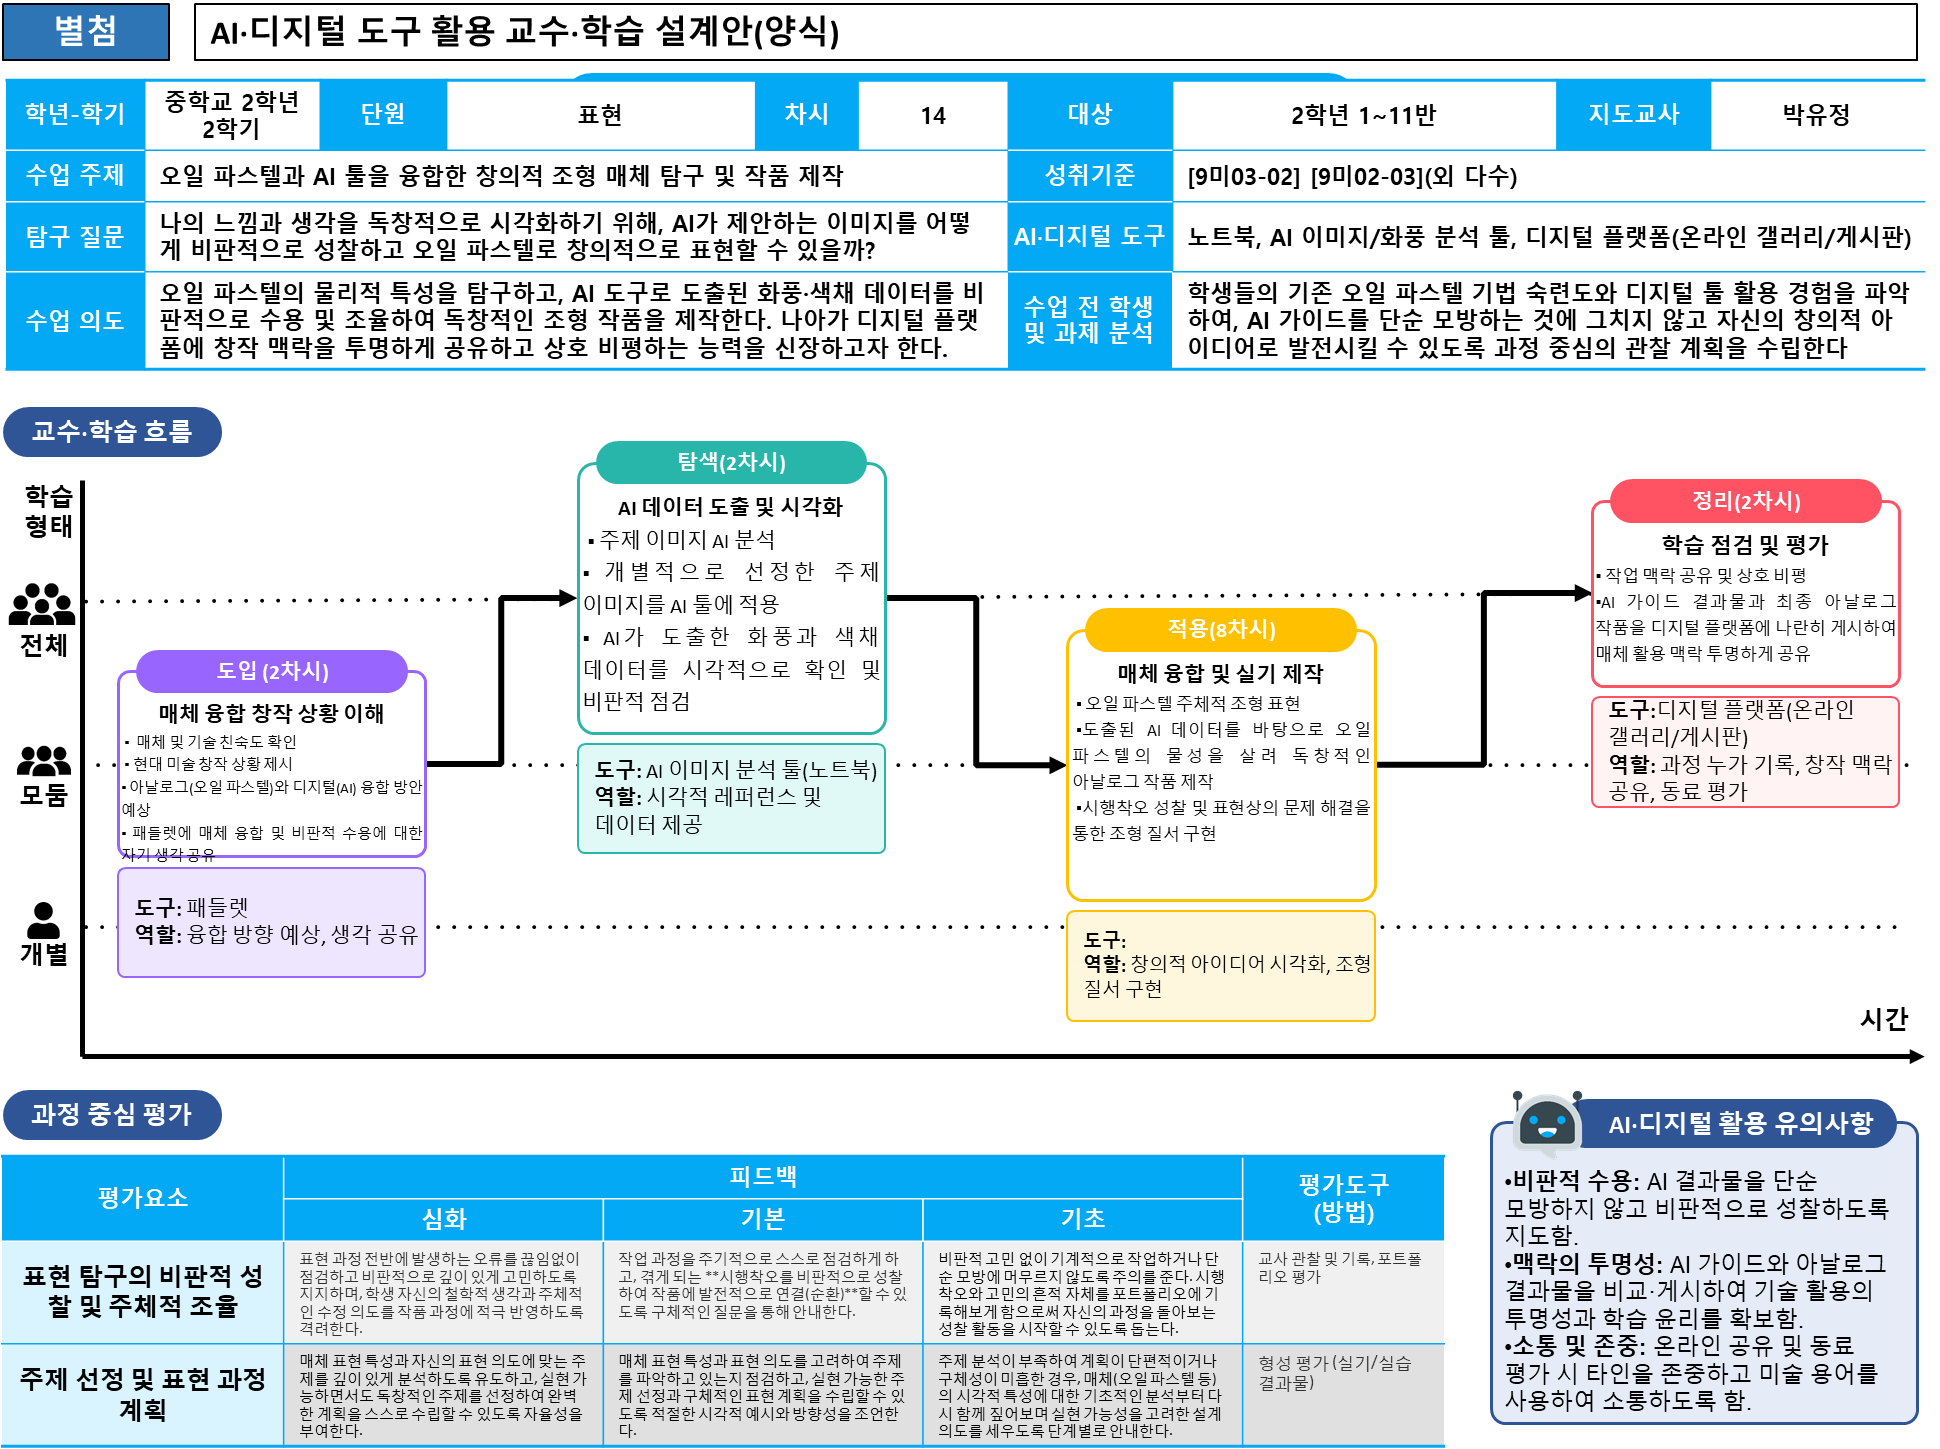 별첨
AI·디지털 도구 활용 교수·학습 설계안(양식)
학년-학기
중학교 2학년
2학기
단원
표현
차시
14
대상
2학년 1~11반
지도교사
박유정
수업 주제
오일 파스텔과 AI 툴을 융합한 창의적 조형 매체 탐구 및 작품 제작
성취기준
[9미03-02] [9미02-03](외 다수)
탐구 질문
나의 느낌과 생각을 독창적으로 시각화하기 위해, AI가 제안하는 이미지를 어떻
게 비판적으로 성찰하고 오일 파스텔로 창의적으로 표현할 수 있을까?
AI·디지털 도구
노트북, AI 이미지/화풍 분석 툴, 디지털 플랫폼(온라인 갤러리/게시판)
수업 의도
오일 파스텔의 물리적 특성을 탐구하고, AI 도구로 도출된 화풍·색채 데이터를 비
판적으로 수용 및 조율하여 독창적인 조형 작품을 제작한다. 나아가 디지털 플랫
폼에 창작 맥락을 투명하게 공유하고 상호 비평하는 능력을 신장하고자 한다.
수업 전 학생
및 과제 분석
학생들의 기존 오일 파스텔 기법 숙련도와 디지털 툴 활용 경험을 파악
하여, AI 가이드를 단순 모방하는 것에 그치지 않고 자신의 창의적 아
이디어로 발전시킬 수 있도록 과정 중심의 관찰 계획을 수립한다
교수·학습 흐름
학습
형태
전체
모둠
개별
도입 (2차시)
매체 융합 창작 상황 이해
▪ 매체 및 기술 친숙도 확인
▪ 현대 미술 창작 상황 제시
▪ 아날로그(오일 파스텔)와 디지털(AI) 융합 방안
예상
▪ 패들렛에 매체 융합 및 비판적 수용에 대한
자기 생각 공유
도구: 패들렛
역할: 융합 방향 예상, 생각 공유
탐색(2차시)
AI 데이터 도출 및 시각화
▪ 주제 이미지 AI 분석
▪ 개별적으로 선정한 주제
이미지를 AI 툴에 적용
▪ AI가 도출한 화풍과 색채
데이터를 시각적으로 확인 및
비판적 점검
도구: AI 이미지 분석 툴(노트북)
역할: 시각적 레퍼런스 및
데이터 제공
적용(8차시)
매체 융합 및 실기 제작
▪ 오일 파스텔 주체적 조형 표현
▪도출된 AI 데이터를 바탕으로 오일
파스텔의 물성을 살려 독창적인
아날로그 작품 제작
▪시행착오 성찰 및 표현상의 문제 해결을
통한 조형 질서 구현
도구:
역할: 창의적 아이디어 시각화, 조형
질서 구현
정리(2차시)
학습 점검 및 평가
▪ 작업 맥락 공유 및 상호 비평
▪AI 가이드 결과물과 최종 아날로그
작품을 디지털 플랫폼에 나란히 게시하여
매체 활용 맥락 투명하게 공유
도구:디지털 플랫폼(온라인
갤러리/게시판)
역할: 과정 누가 기록, 창작 맥락
공유, 동료 평가
시간
과정 중심 평가
평가요소
피드백
평가도구
(방법)
심화
기본
기초
표현 탐구의 비판적 성
찰 및 주체적 조율
표현 과정 전반에 발생하는 오류를 끊임없이
점검하고 비판적으로 깊이 있게 고민하도록
지지하며, 학생 자신의 철학적 생각과 주체적
인 수정 의도를 작품 과정에 적극 반영하도록
격려한다.
작업 과정을 주기적으로 스스로 점검하게 하
고, 겪게 되는 **시행착오를 비판적으로 성찰
하여 작품에 발전적으로 연결(순환)**할 수 있
도록 구체적인 질문을 통해 안내한다.
비판적 고민 없이 기계적으로 작업하거나 단
순 모방에 머무르지 않도록 주의를 준다. 시행
착오와 고민의 흔적 자체를 포트폴리오에 기
록해보게 함으로써 자신의 과정을 돌아보는
성찰 활동을 시작할 수 있도록 돕는다.
교사 관찰 및 기록, 포트폴
리오 평가
주제 선정 및 표현 과정
계획
매체 표현 특성과 자신의 표현 의도에 맞는 주
제를 깊이 있게 분석하도록 유도하고, 실현 가
능하면서도 독창적인 주제를 선정하여 완벽
한 계획을 스스로 수립할 수 있도록 자율성을
부여한다.
매체 표현 특성과 표현 의도를 고려하여 주제
를 파악하고 있는지 점검하고, 실현 가능한 주
제 선정과 구체적인 표현 계획을 수립할 수 있
도록 적절한 시각적 예시와 방향성을 조언한
다.
주제 분석이 부족하여 계획이 단편적이거나
구체성이 미흡한 경우, 매체(오일 파스텔 등)
의 시각적 특성에 대한 기초적인 분석부터 다
시 함께 짚어보며 실현 가능성을 고려한 설계
의도를 세우도록 단계별로 안내한다.
형성 평가 (실기/실습
결과물)
AI·디지털 활용 유의사항
•비판적 수용: AI 결과물을 단순
모방하지 않고 비판적으로 성찰하도록
지도함.
•맥락의 투명성: AI 가이드와 아날로그
결과물을 비교·게시하여 기술 활용의
투명성과 학습 윤리를 확보함.
•소통 및 존중: 온라인 공유 및 동료
평가 시 타인을 존중하고 미술 용어를
사용하여 소통하도록 함.